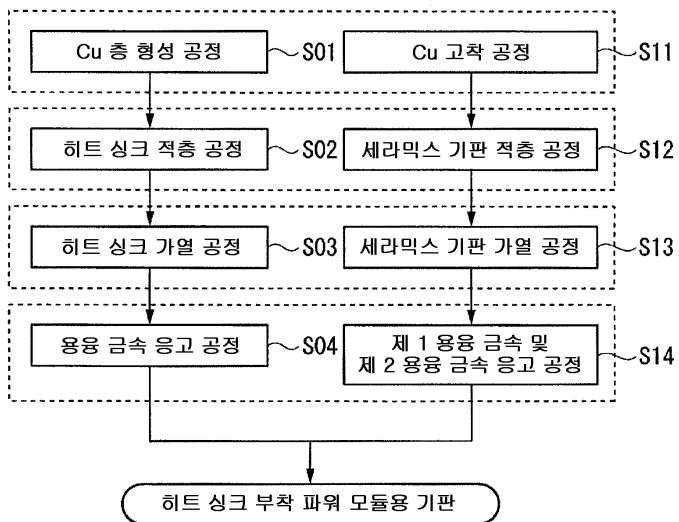 Cu 층 형성 공정
S01
Cu 고착 공정
S11
히트 싱크 적층 공정
S02
세라믹스 기판 적층 공정
S12
히트 싱크 가열 공정
S03
세라믹스 기판 가열 공정
S13
용융 금속 응고 공정
S04
제 1 용융 금속 및
제 2 용융 금속 응고 공정
S14
히트 싱크 부착 파워 모듈용 기판